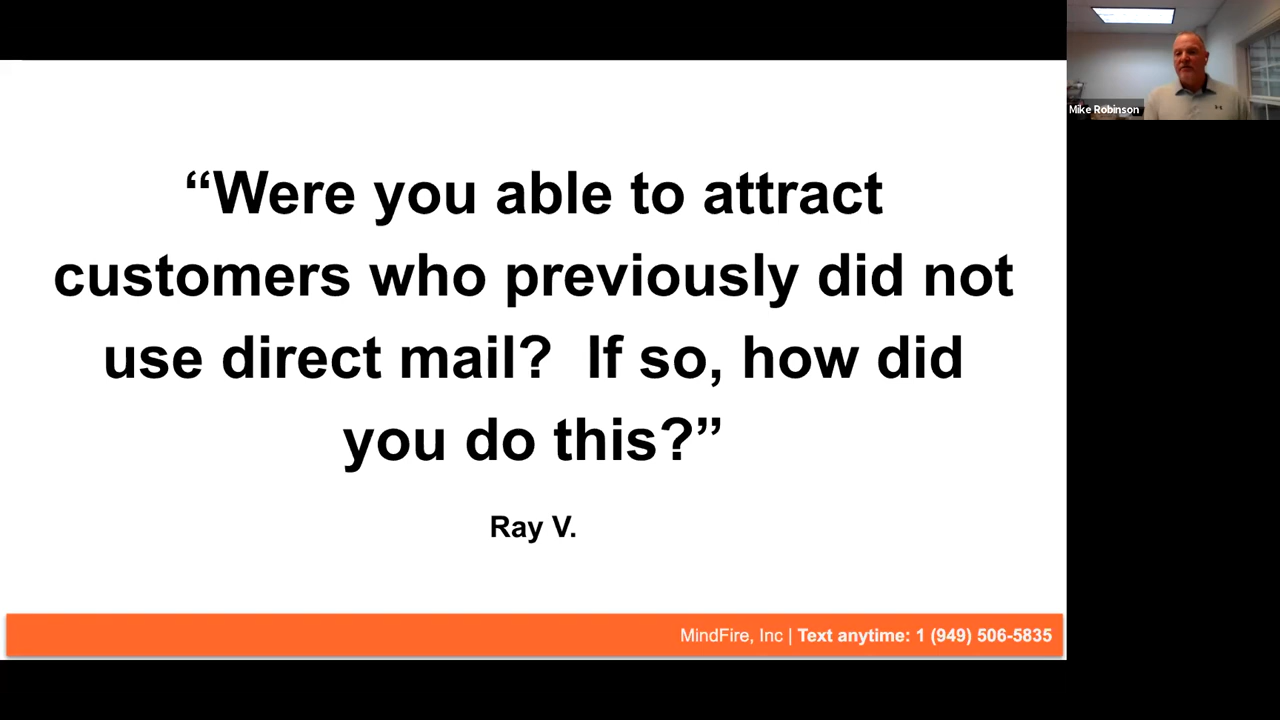 “Were you able to attract
customers who previously did not
use direct mail?  If so, how did
you do this?”
Ray V.
MindFire, Inc | Text anytime: 1 (949) 506-5835
Mike Robinson